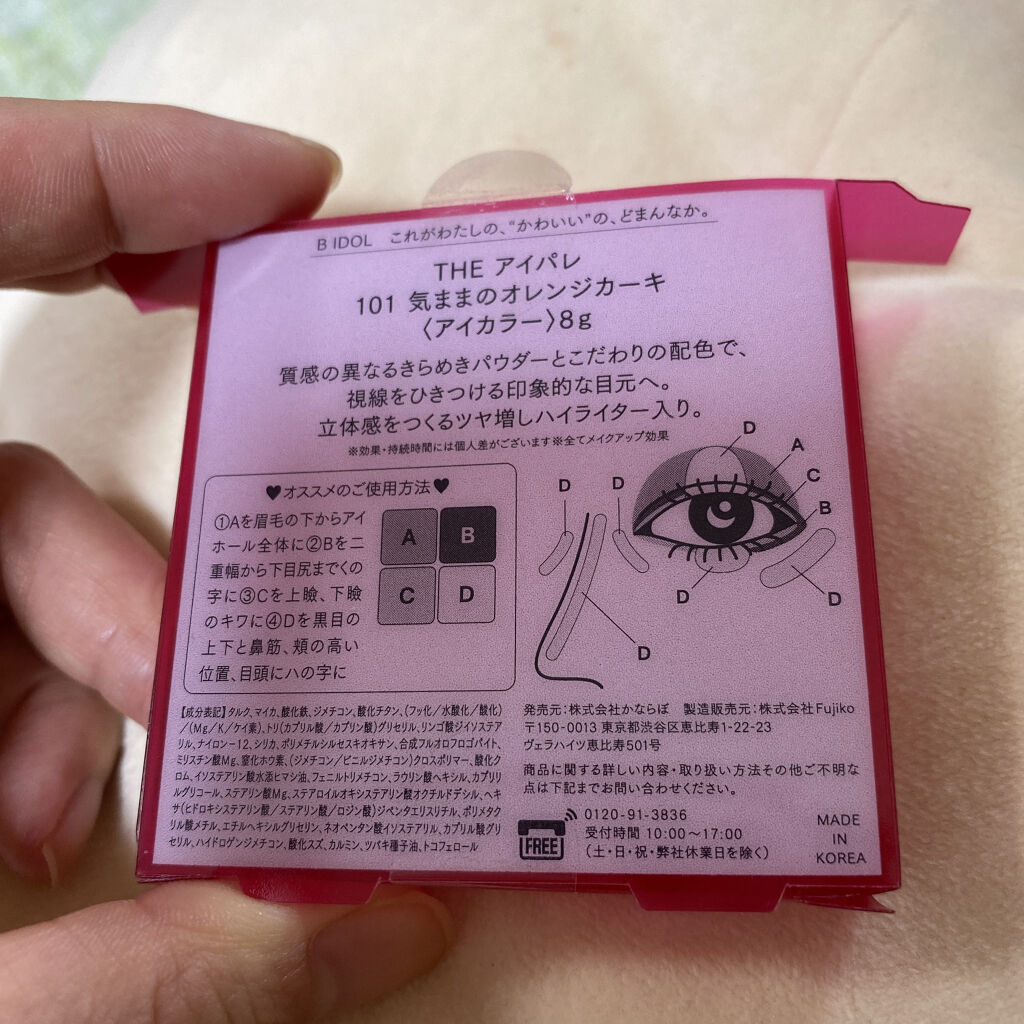 B IDOL これがわたしの、“かわいい”の、どまんなか。
THE アイパレ
101 気ままのオレンジカーキ
〈アイカラー〉8g
質感の異なるきらめきパウダーとこだわりの配色で、
視線をひきつける印象的な目元へ。
立体感をつくるツヤ増しハイライター入り。
※効果・持続時間には個人差がございます※全てメイクアップ効果
♥オススメのご使用方法♥
①Aを眉毛の下からアイ
ホール全体に②Bを二
重幅から下目尻までくの
字に③Cを上瞼、下瞼
のキワに④Dを黒目の
上下と鼻筋、頬の高い
位置、目頭にハの字に
A B
C D
D
A
C
B
D D
D D
D
【成分表記】タルク、マイカ、酸化鉄、ジメチコン、酸化チタン、(フッ化/水酸化/酸化)
/(Mg/K/ケイ素)、トリ(カプリル酸/カプリン酸)グリセリル、リンゴ酸ジイソステア
リル、ナイロン-12、シリカ、ポリメチルシルセスキオキサン、合成フルオロフロゴパイト、
ミリスチン酸Mg、窒化ホウ素、(ジメチコン/ビニルジメチコン)クロスポリマー、酸化ク
ロム、イソステアリン酸水添ヒマシ油、フェニルトリメチコン、ラウリン酸ヘキシル、カプリリ
ルグリコール、ステアリン酸Mg、ステアロイルオキシステアリン酸オクチルドデシル、ヘキ
サ(ヒドロキシステアリン酸/ステアリン酸/ロジン酸)ジペンタエリスリチル、ポリメタク
リル酸メチル、エチルヘキシルグリセリン、ネオペンタン酸イソステアリル、カプリル酸グリ
セリル、ハイドロゲンジメチコン、酸化スズ、カルミン、ツバキ種子油、トコフェロール
発売元：株式会社かならぼ 製造販売元：株式会社Fujiko
〒150-0013 東京都渋谷区恵比寿1-22-23
ヴェラハイツ恵比寿501号
商品に関する詳しい内容・取り扱い方法その他ご不明な
点は下記までお問い合わせください。
FREE
0120-91-3836
受付時間 10:00〜17:00
(土・日・祝・弊社休業日を除く)
MADE
IN
KOREA